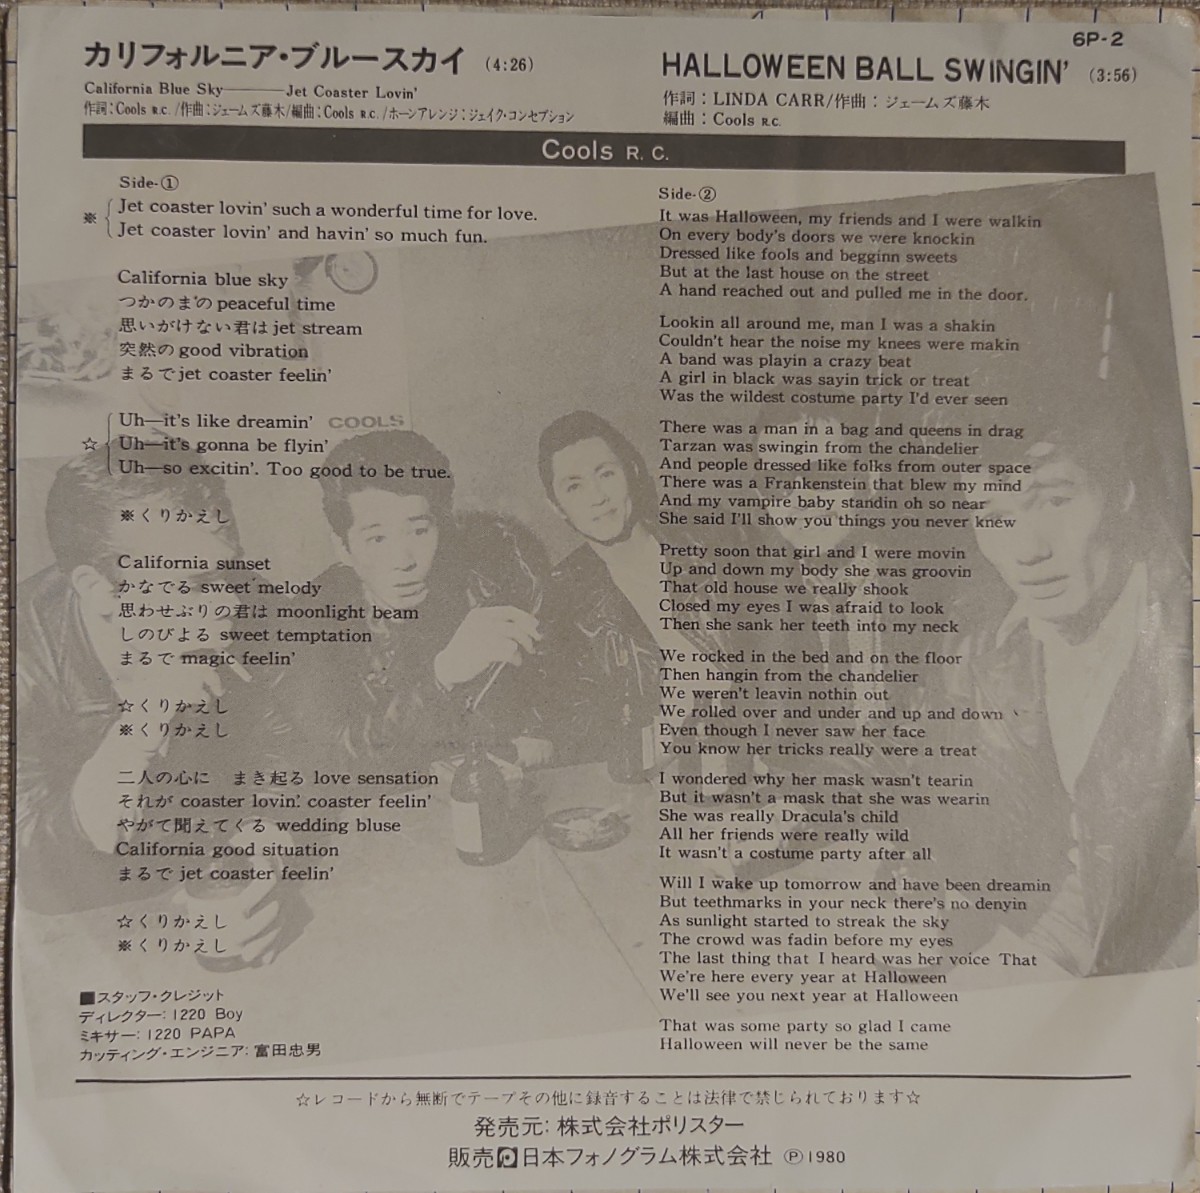 6P-2
カリフォルニア・ブルースカイ (4:26)
California Blue Sky———Jet Coaster Lovin'
作詞:Cools R.C./作曲:ジェームズ藤木/編曲:Cools R.C./ホーンアレンジ:ジェイク・コンセプション
HALLOWEEN BALL SWINGIN' (3:56)
作詞:LINDA CARR/作曲:ジェームズ藤木
編曲:Cools R.C.
Cools R. C.
Side-①
※ Jet coaster lovin' such a wonderful time for love.
Jet coaster lovin' and havin' so much fun.
California blue sky
つかのまの peaceful time
思いがけない君は jet stream
突然の good vibration
まるで jet coaster feelin'
Uh—it's like dreamin'
☆ Uh—it's gonna be flyin'
Uh—so excitin'. Too good to be true.
※くりかえし
California sunset
かなでる sweet melody
思わせぶりの君は moonlight beam
しのびよる sweet temptation
まるで magic feelin'
☆くりかえし
※くりかえし
二人の心に まき起る love sensation
それが coaster lovin'. coaster feelin'
やがて聞えてくる wedding bluse
California good situation
まるで jet coaster feelin'
☆くりかえし
※くりかえし
■スタッフ・クレジット
ディレクター:1220 Boy
ミキサー:1220 PAPA
カッティング・エンジニア:富田忠男
Side-②
It was Halloween, my friends and I were walkin
On every body's doors we were knockin
Dressed like fools and begginn sweets
But at the last house on the street
A hand reached out and pulled me in the door.
Lookin all around me, man I was a shakin
Couldn't hear the noise my knees were makin
A band was playin a crazy beat
A girl in black was sayin trick or treat
Was the wildest costume party I'd ever seen
There was a man in a bag and queens in drag
Tarzan was swingin from the chandelier
And people dressed like folks from outer space
There was a Frankenstein that blew my mind
And my vampire baby standin oh so near
She said I'll show you things you never knew
Pretty soon that girl and I were movin
Up and down my body she was groovin
That old house we really shook
Closed my eyes I was afraid to look
Then she sank her teeth into my neck
We rocked in the bed and on the floor
Then hangin from the chandelier
We weren't leavin nothin out
We rolled over and under and up and down
Even though I never saw her face
You know her tricks really were a treat
I wondered why her mask wasn't tearin
But it wasn't a mask that she was wearin
She was really Dracula's child
All her friends were really wild
It wasn't a costume party after all
Will I wake up tomorrow and have been dreamin
But teethmarks in your neck there's no denyin
As sunlight started to streak the sky
The crowd was fadin before my eyes
The last thing that I heard was her voice That
We're here every year at Halloween
We'll see you next year at Halloween
That was some party so glad I came
Halloween will never be the same
COOLS
☆レコードから無断でテープその他に録音することは法律で禁じられております☆
発売元:株式会社ポリスター
販売 日本フォノグラム株式会社 Ⓟ1980